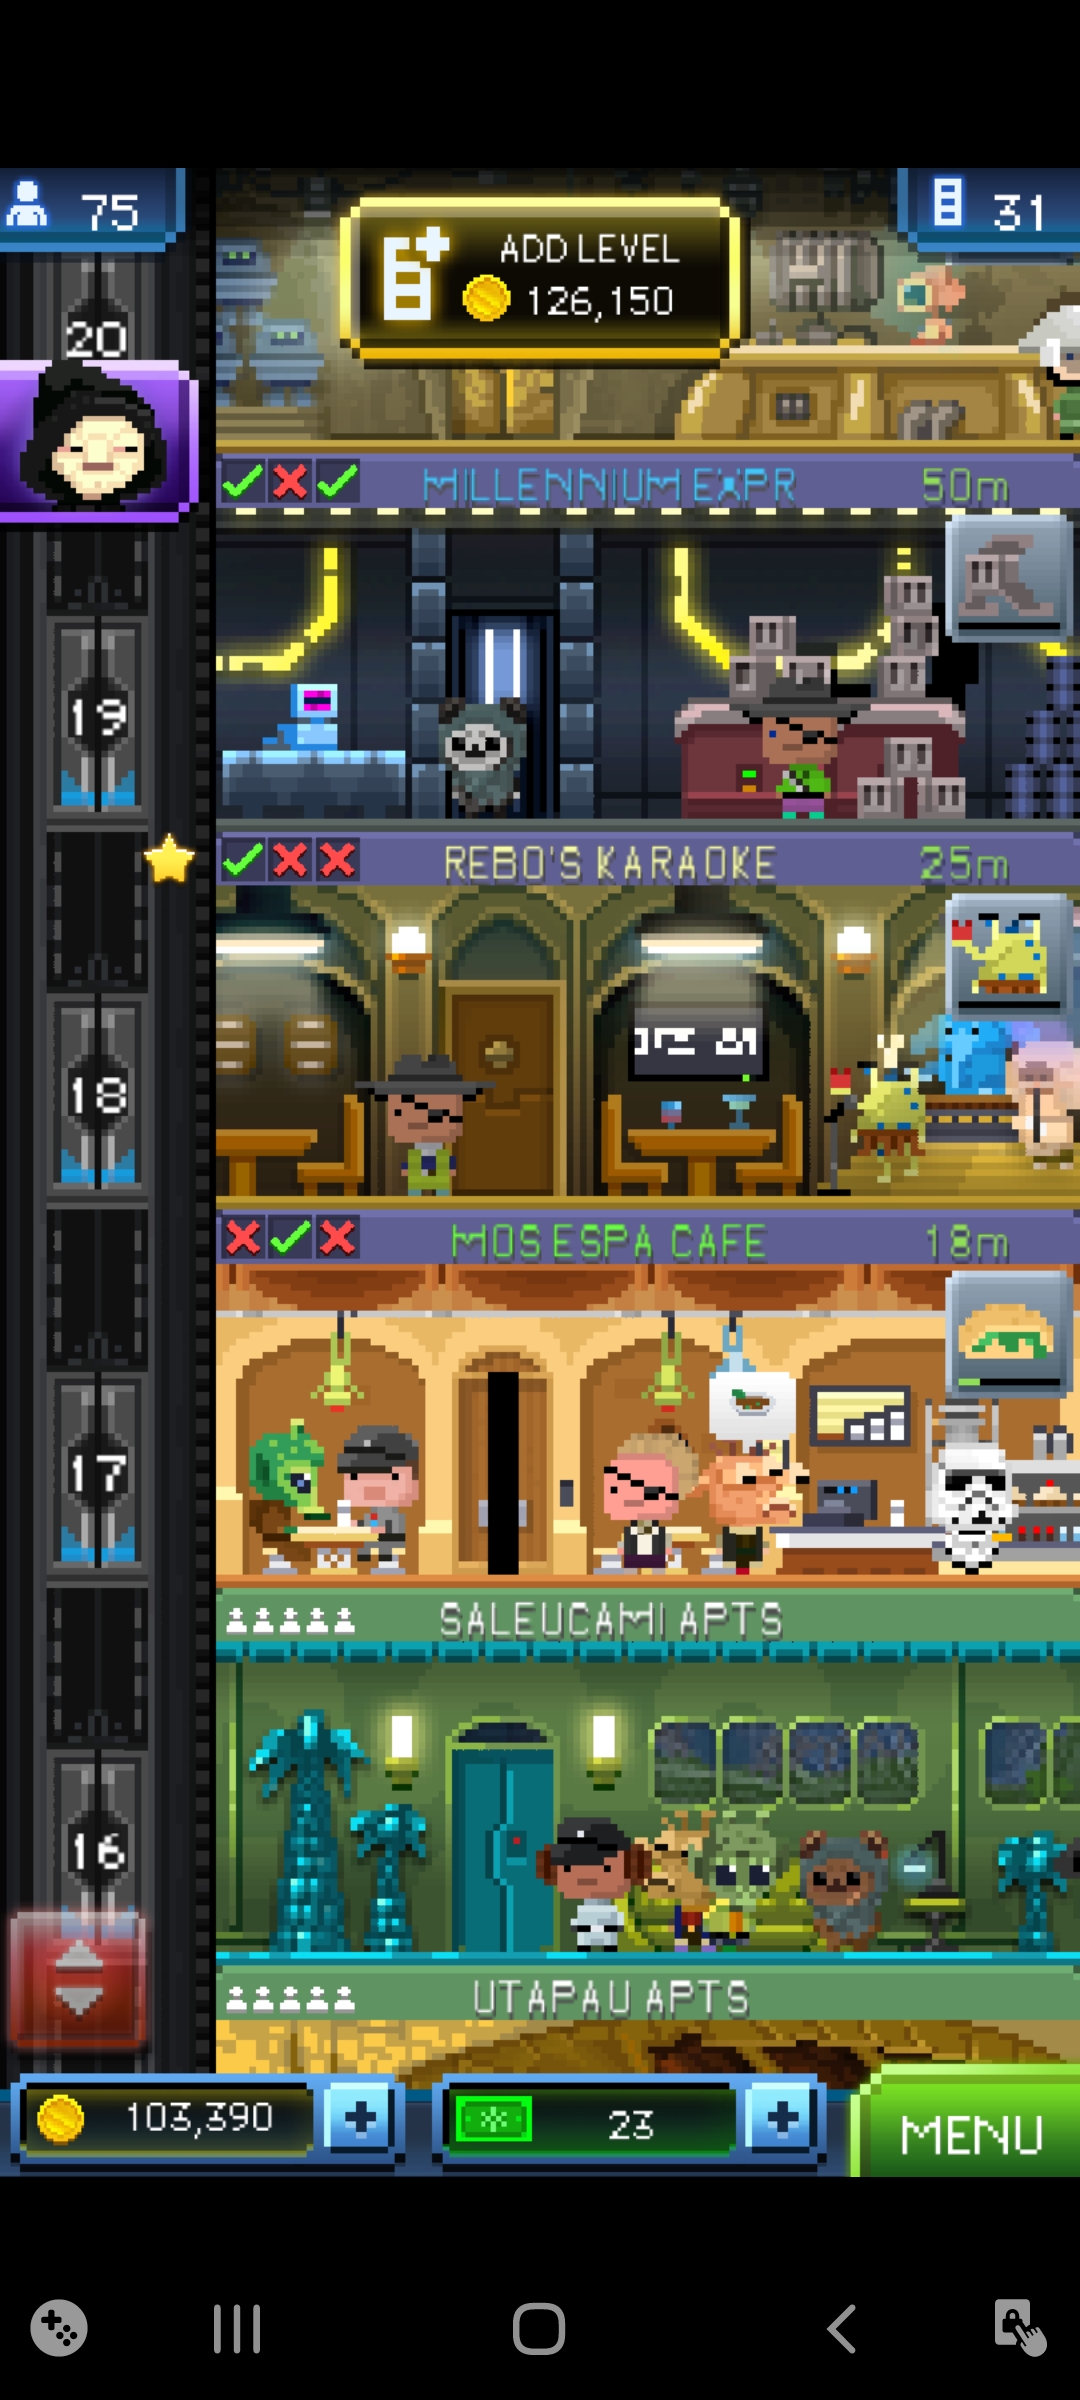 75
ADD LEVEL
126,150
31
20
MILLENNIUM EXPR 50m
19
REBO'S KARAOKE 25m
18
MOS ESPA CAFE 18m
17
SALEUCAMI APTS
16
UTAPAU APTS
103,390
23
MENU